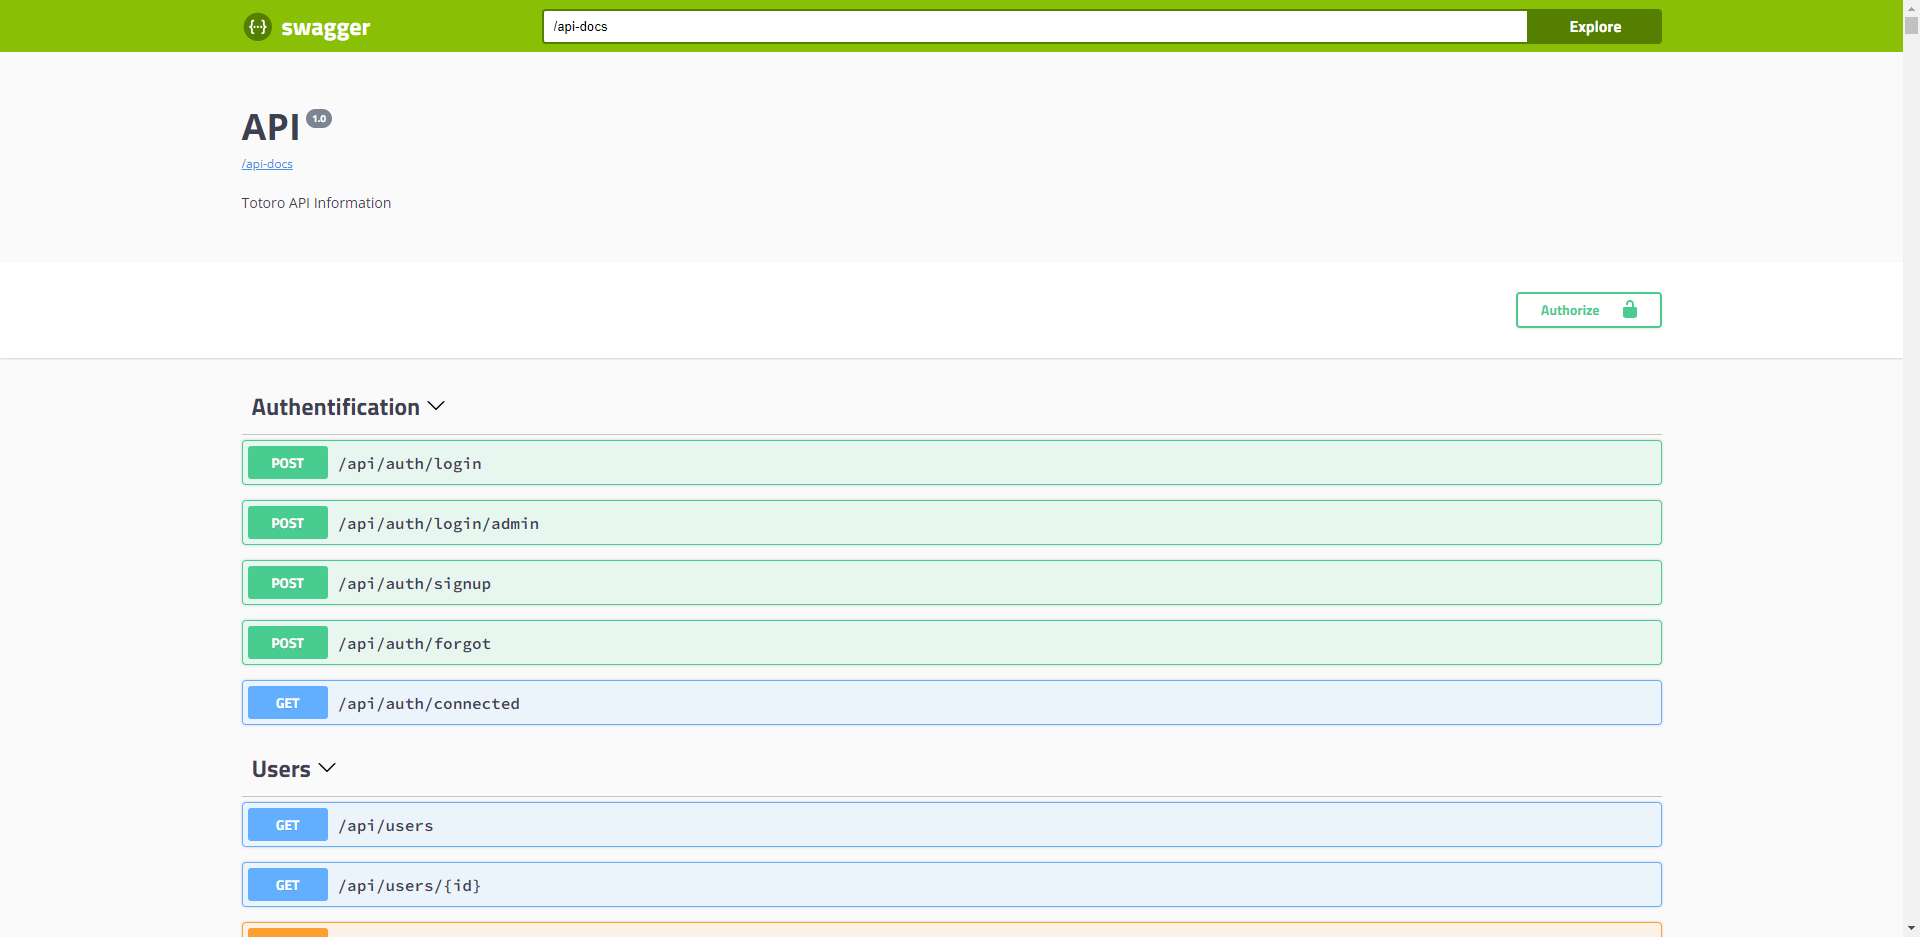 swagger
/api-docs
Explore
API 1.0
/api-docs
Totoro API Information
Authorize
Authentification
POST /api/auth/login
POST /api/auth/login/admin
POST /api/auth/signup
POST /api/auth/forgot
GET /api/auth/connected
Users
GET /api/users
GET /api/users/{id}